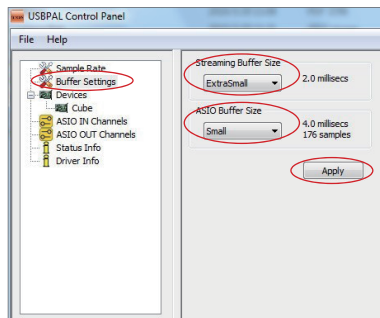 USBPAL Control Panel
File Help
Sample Rate
Buffer Settings
Devices
Cube
ASIO IN Channels
ASIO OUT Channels
Status Info
Driver Info
Streaming Buffer Size
ExtraSmall 2.0 millisecs
ASIO Buffer Size
Small 4.0 millisecs
176 samples
Apply